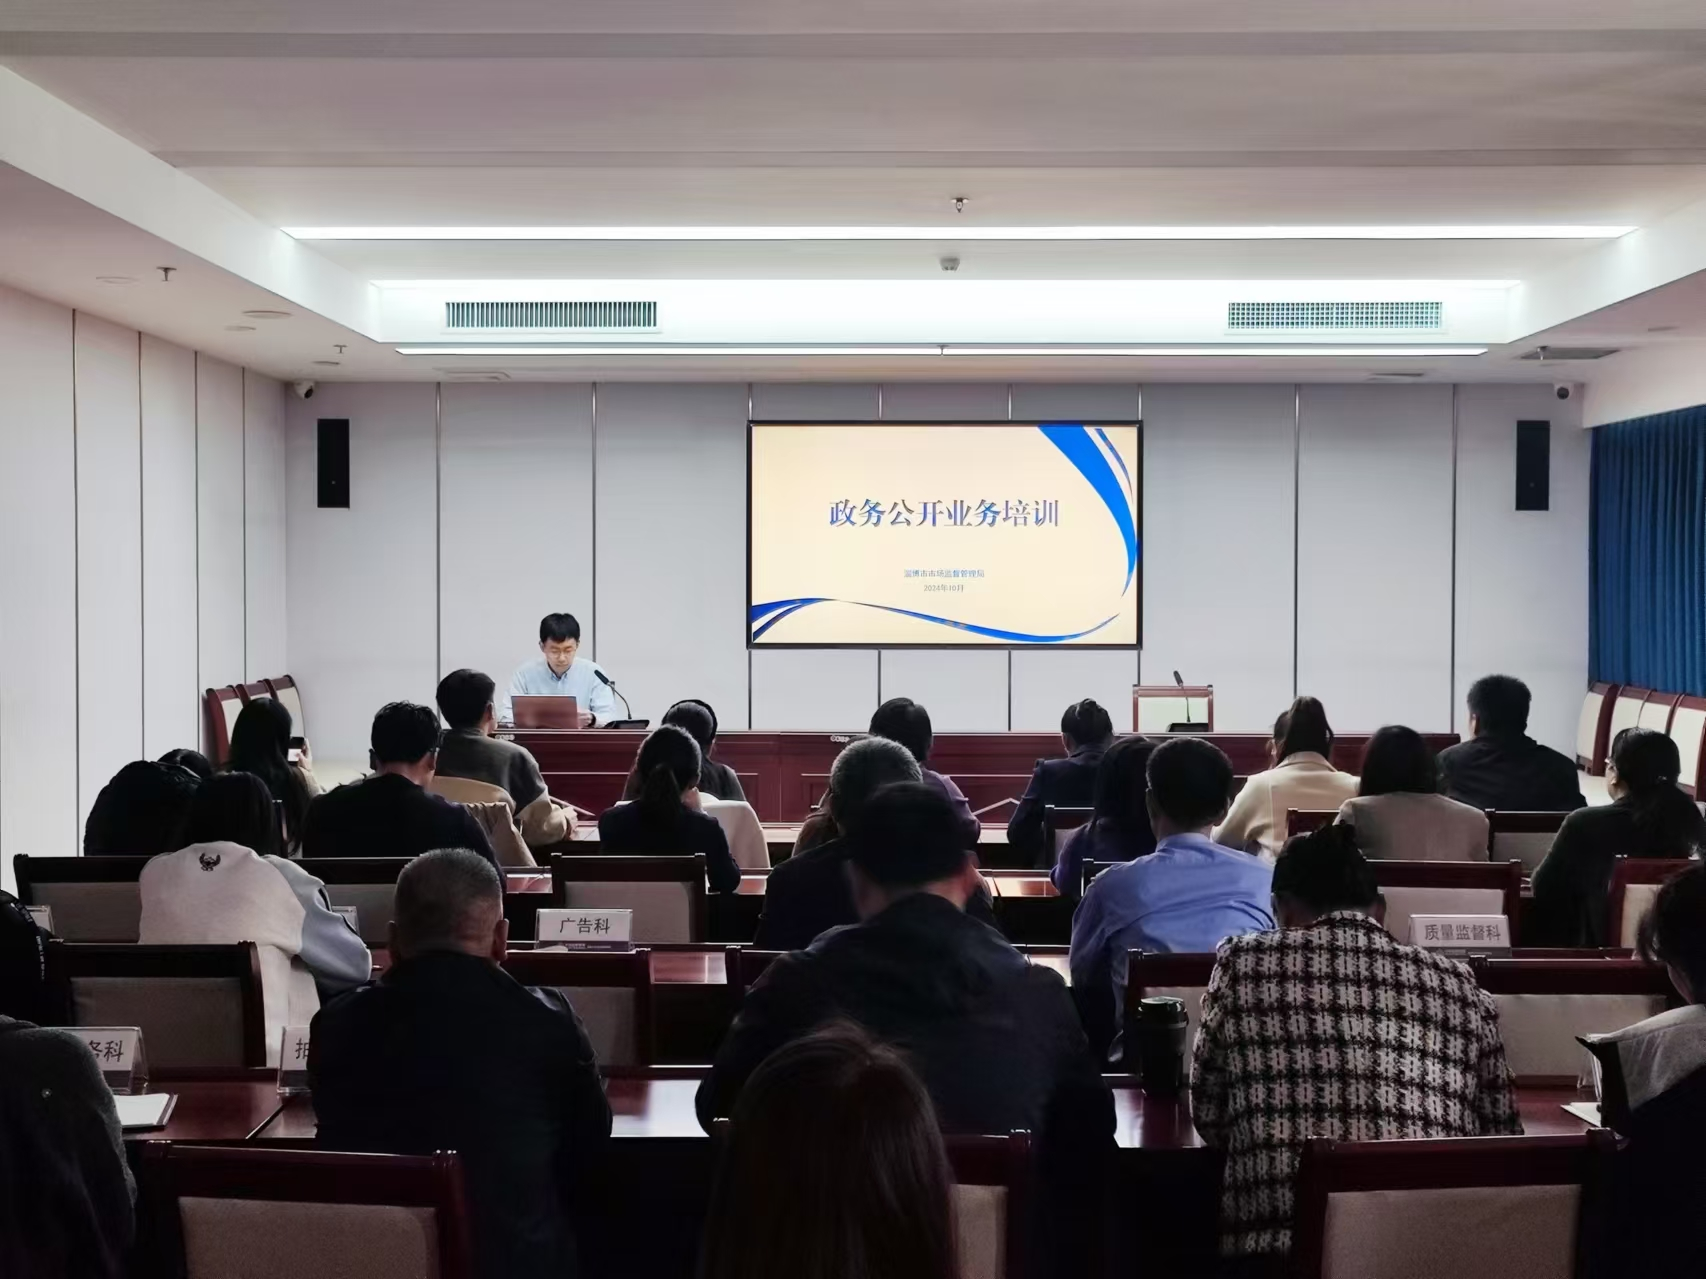 政务公开业务培训
淄博市市场监督管理局
2024年10月
广告科
质量监督科
务科
抽